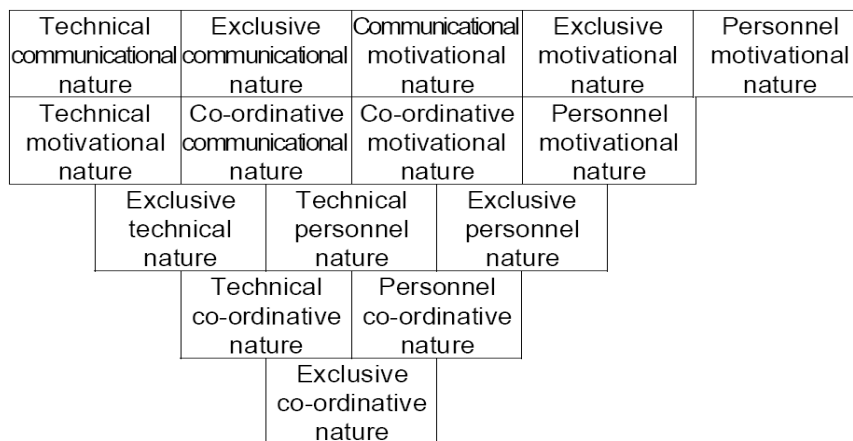 Technical communicational nature
Exclusive communicational nature
Communicational motivational nature
Exclusive motivational nature
Personnel motivational nature
Technical motivational nature
Co-ordinative communicational nature
Co-ordinative motivational nature
Personnel motivational nature
Exclusive technical nature
Technical personnel nature
Exclusive personnel nature
Technical co-ordinative nature
Personnel co-ordinative nature
Exclusive co-ordinative nature